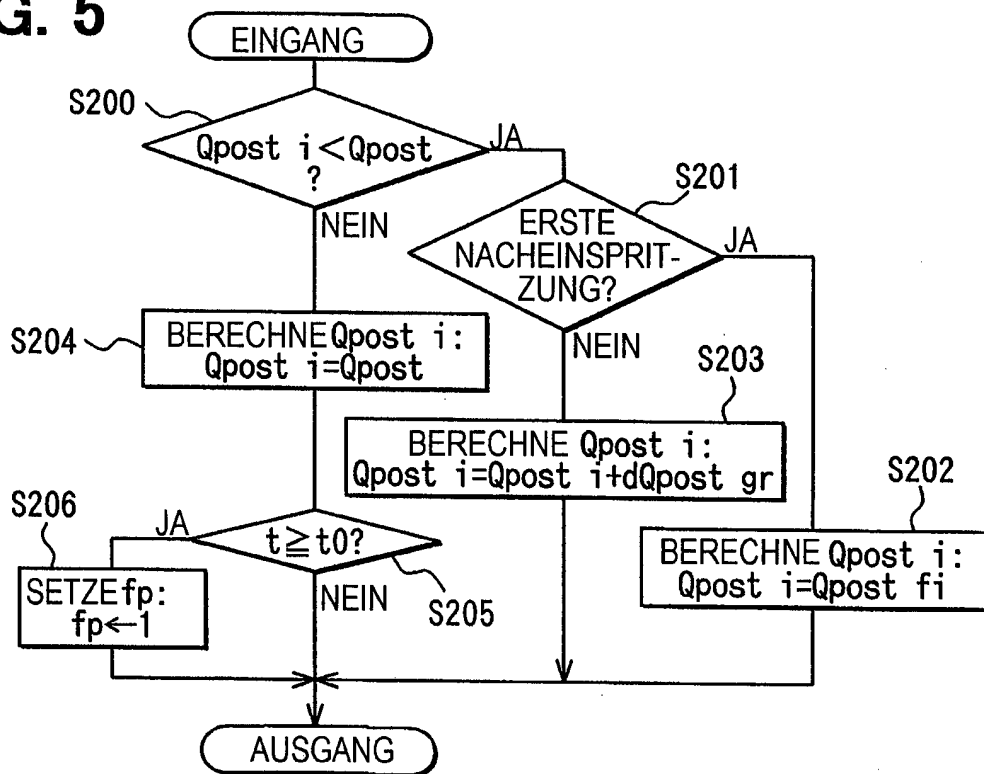 G. 5
EINGANG
S200
Qpost i<Qpost
?
JA
NEIN
S201
ERSTE
NACHEINSPRIT-
ZUNG?
JA
NEIN
S204
BERECHNE Qpost i:
Qpost i=Qpost
S203
BERECHNE Qpost i:
Qpost i=Qpost i+dQpost gr
S202
BERECHNE Qpost i:
Qpost i=Qpost fi
S206
JA
t≧t0?
S205
NEIN
SETZE fp:
fp←1
AUSGANG